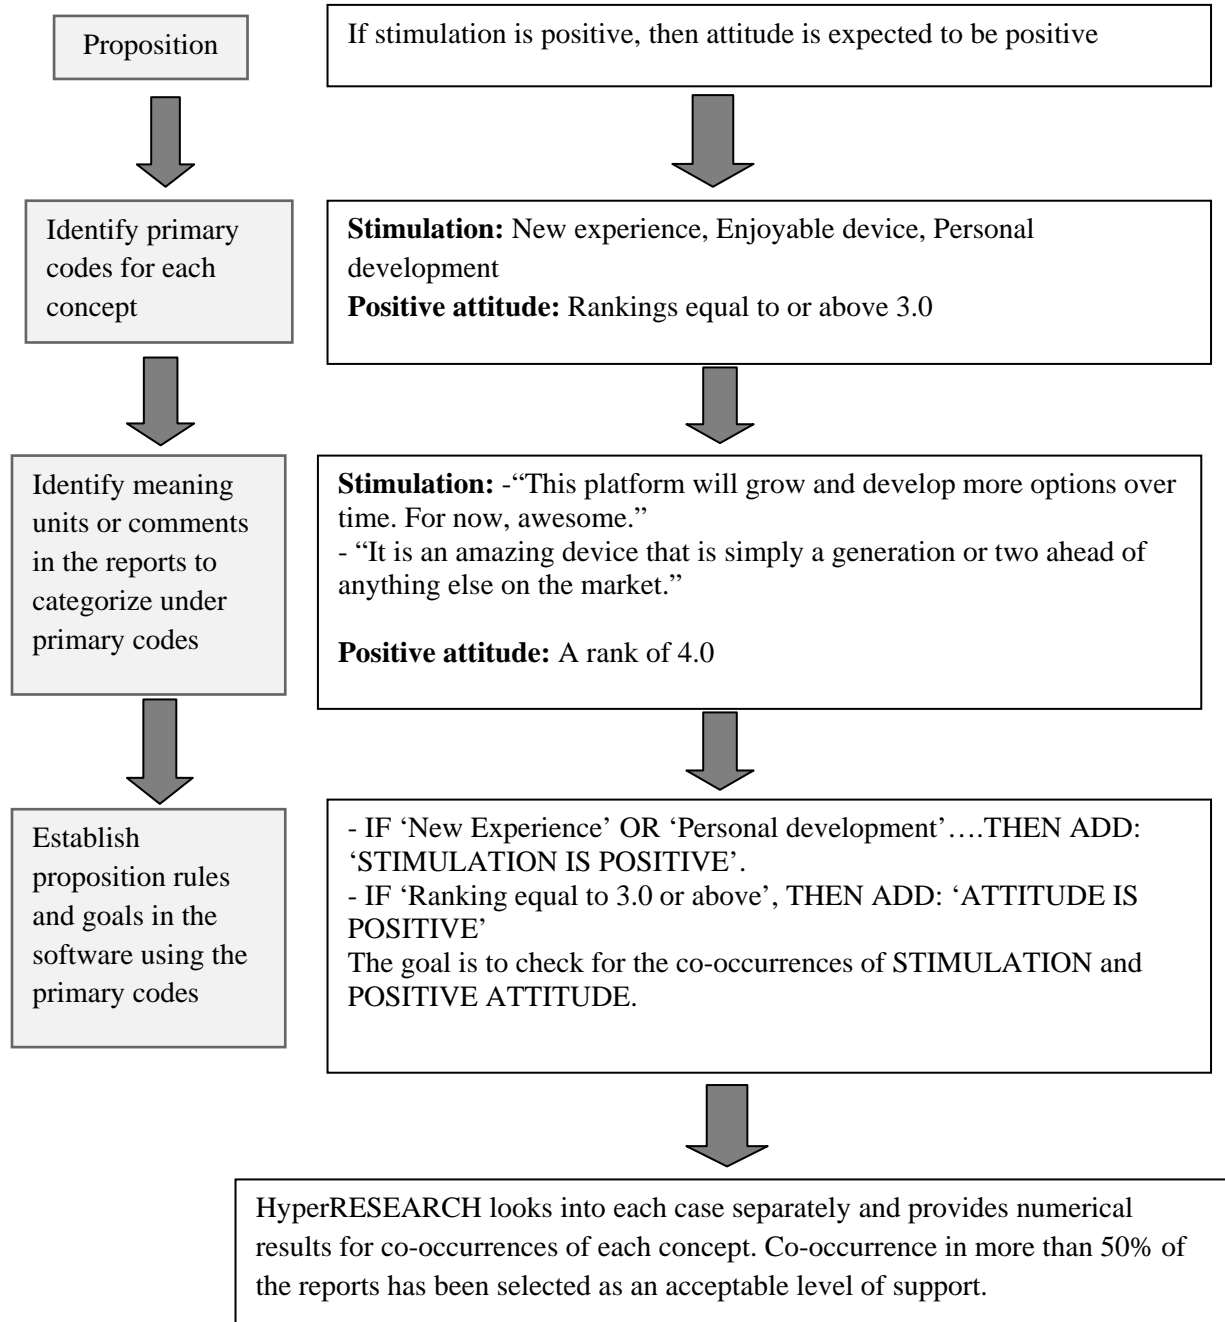 Proposition
If stimulation is positive, then attitude is expected to be positive
Identify primary
codes for each
concept
Stimulation: New experience, Enjoyable device, Personal
development
Positive attitude: Rankings equal to or above 3.0
Identify meaning
units or comments
in the reports to
categorize under
primary codes
Stimulation: -“This platform will grow and develop more options over
time. For now, awesome.”
- “It is an amazing device that is simply a generation or two ahead of
anything else on the market.”
Positive attitude: A rank of 4.0
Establish
proposition rules
and goals in the
software using the
primary codes
- IF ‘New Experience’ OR ‘Personal development’….THEN ADD:
‘STIMULATION IS POSITIVE’.
- IF ‘Ranking equal to 3.0 or above’, THEN ADD: ‘ATTITUDE IS
POSITIVE’
The goal is to check for the co-occurrences of STIMULATION and
POSITIVE ATTITUDE.
HyperRESEARCH looks into each case separately and provides numerical
results for co-occurrences of each concept. Co-occurrence in more than 50% of
the reports has been selected as an acceptable level of support.